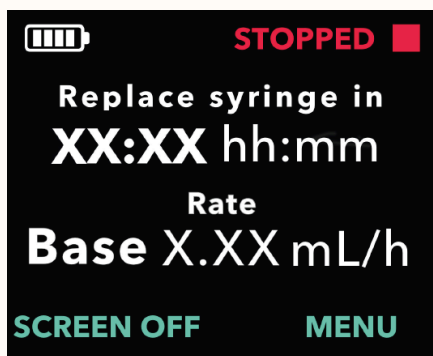 STOPPED
Replace syringe in
XX:XX hh:mm
Rate
Base X.XX mL/h
SCREEN OFF MENU